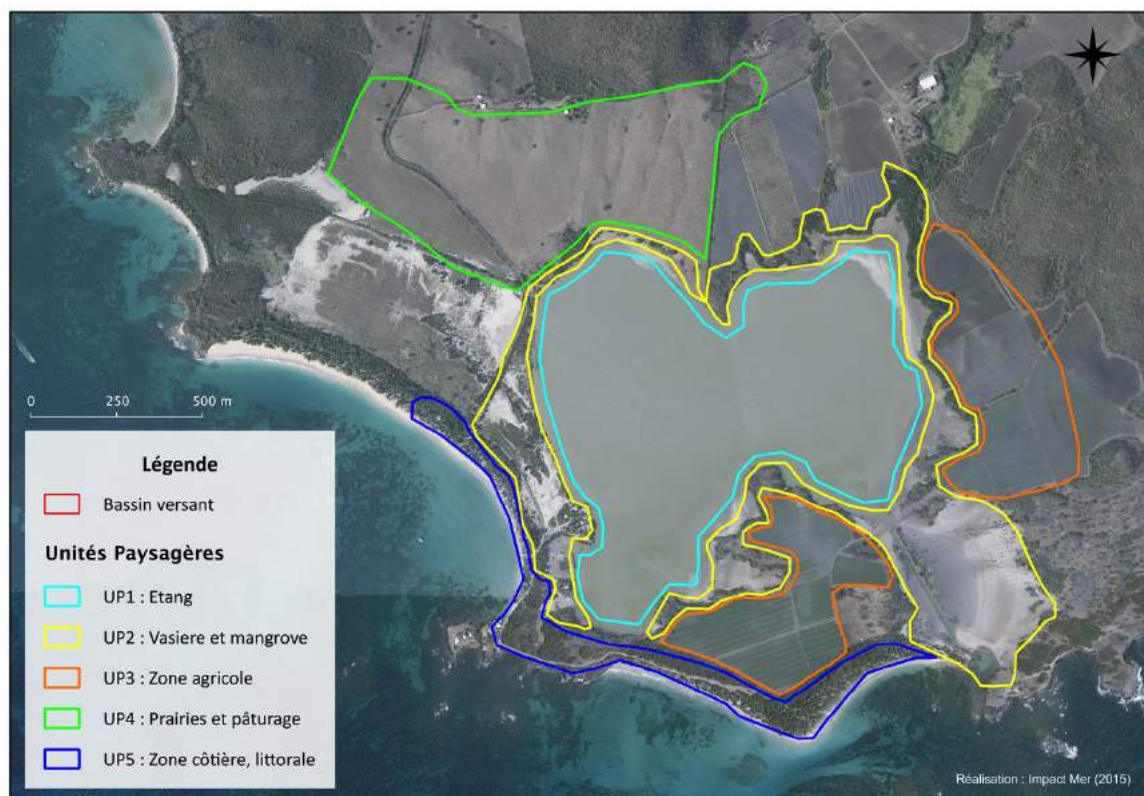 0 250 500 m
Légende
Bassin versant
Unités Paysagères
UP1 : Etang
UP2 : Vasiere et mangrove
UP3 : Zone agricole
UP4 : Prairies et pâturage
UP5 : Zone côtière, littorale
Réalisation : Impact Mer (2015)